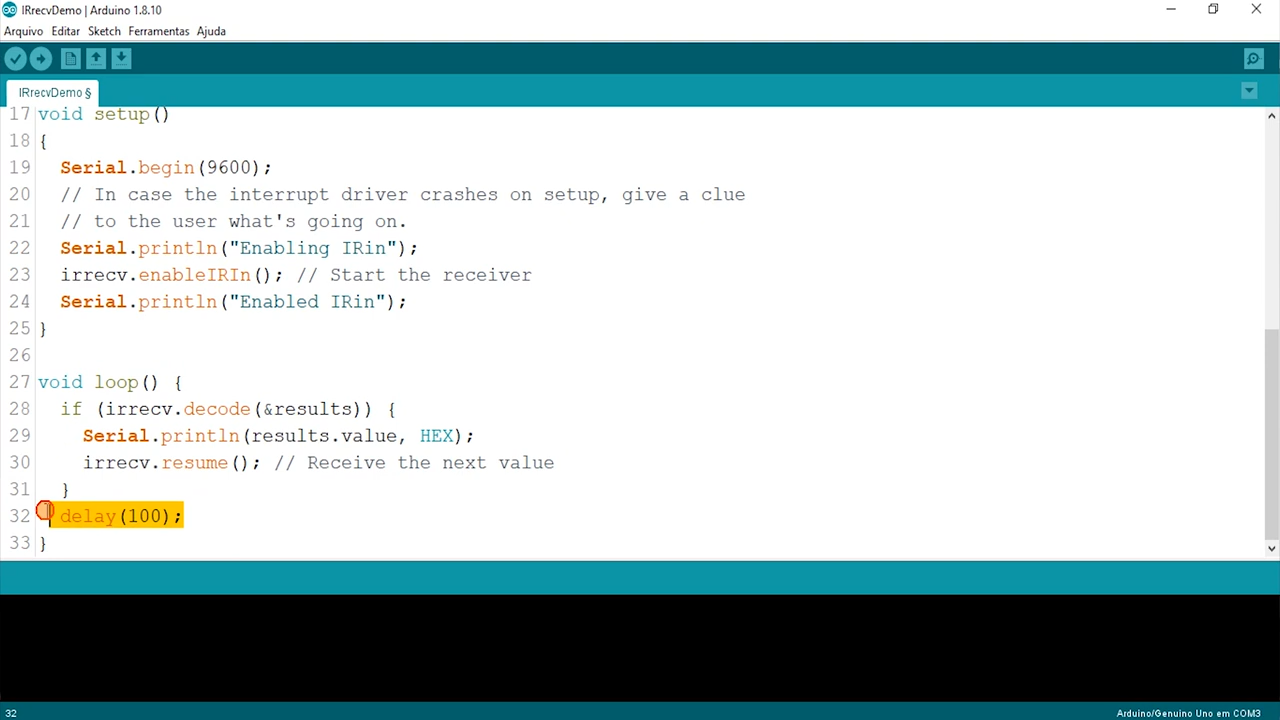 IRrecvDemo | Arduino 1.8.10
Arquivo Editar Sketch Ferramentas Ajuda
IRrecvDemo §
17 void setup()
18 {
19 Serial.begin(9600);
20 // In case the interrupt driver crashes on setup, give a clue
21 // to the user what's going on.
22 Serial.println("Enabling IRin");
23 irrecv.enableIRIn(); // Start the receiver
24 Serial.println("Enabled IRin");
25 }
26
27 void loop() {
28 if (irrecv.decode(&results)) {
29 Serial.println(results.value, HEX);
30 irrecv.resume(); // Receive the next value
31 }
32 delay(100);
33 }
32 Arduino/Genuino Uno em COM3